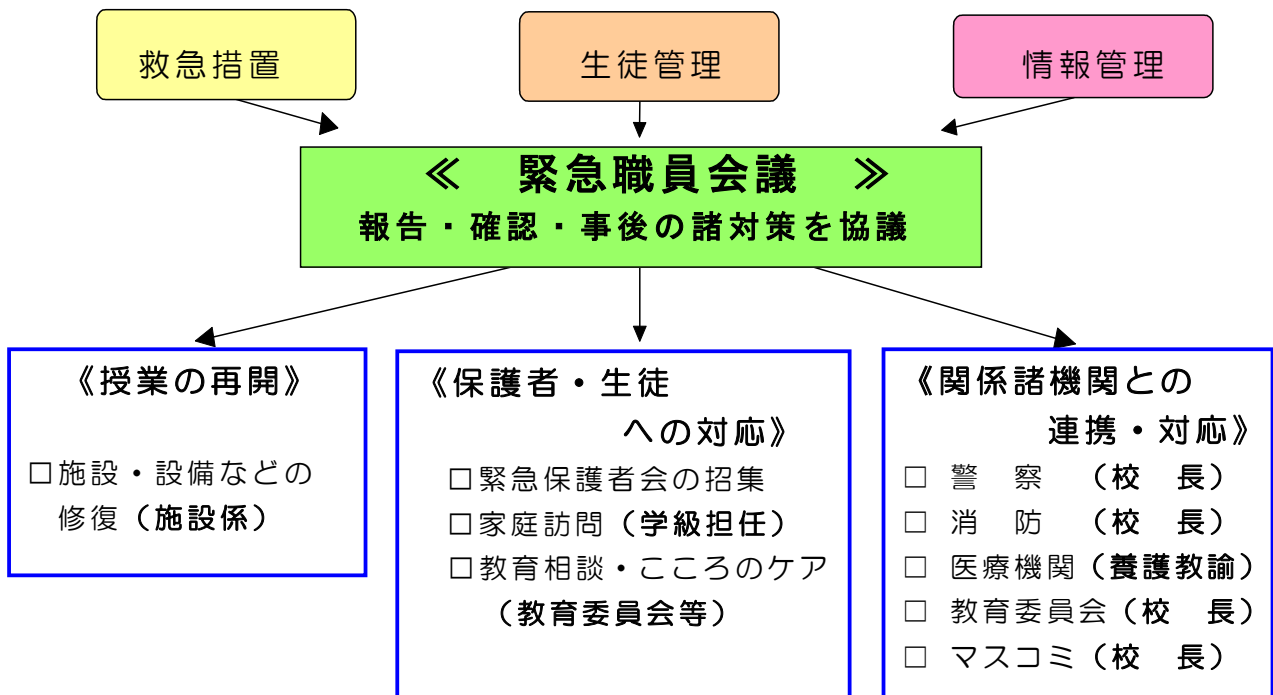 救急措置
生徒管理
情報管理
≪　緊急職員会議　≫
報告・確認・事後の諸対策を協議
《授業の再開》
□施設・設備などの
修復（施設係）
《保護者・生徒
への対応》
□緊急保護者会の招集
□家庭訪問（学級担任）
□教育相談・こころのケア
（教育委員会等）
《関係諸機関との
連携・対応》
□　警　察　（校　長）
□　消　防　（校　長）
□　医療機関（養護教諭）
□　教育委員会（校　長）
□　マスコミ（校　長）